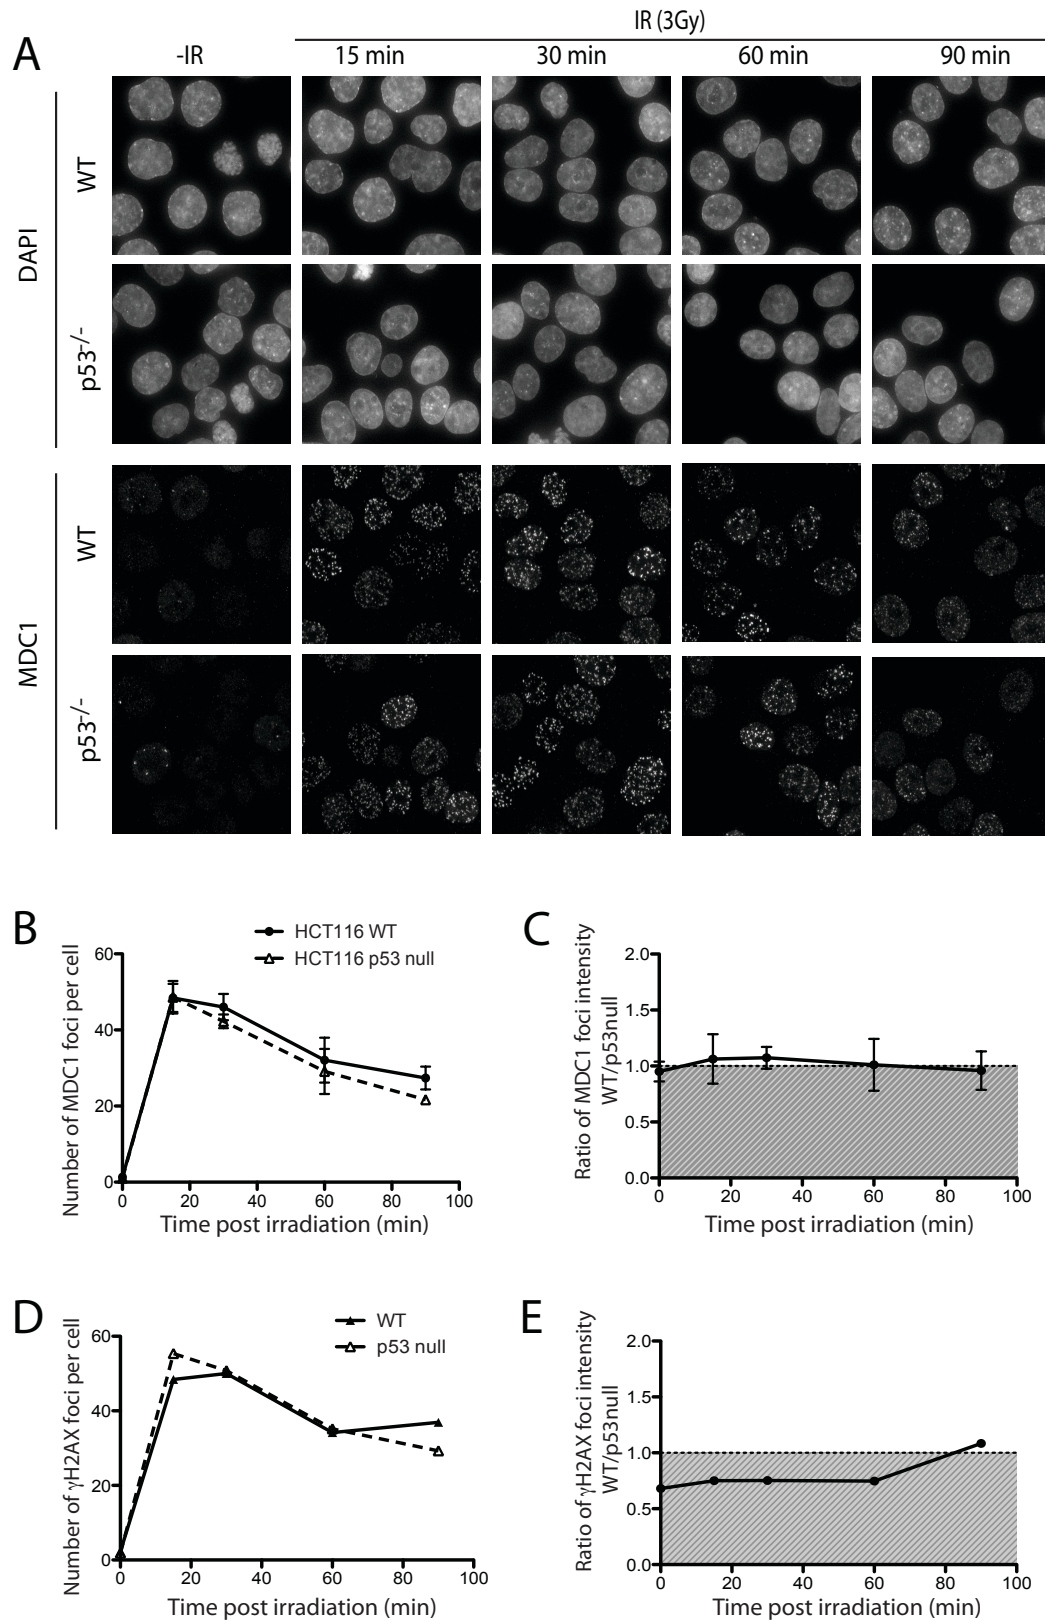 A
IR (3Gy)
-IR
15 min
30 min
60 min
90 min
DAPI
WT
p53-/-
MDC1
WT
p53-/-
B
HCT116 WT
HCT116 p53 null
Number of MDC1 foci per cell
60
40
20
0
0 20 40 60 80 100
Time post irradiation (min)
C
Ratio of MDC1 foci intensity
WT/p53null
2.0
1.5
1.0
0.5
0.0
0 20 40 60 80 100
Time post irradiation (min)
D
WT
p53 null
Number of γH2AX foci per cell
60
40
20
0
0 20 40 60 80 100
Time post irradiation (min)
E
Ratio of γH2AX foci intensity
WT/p53null
2.0
1.5
1.0
0.5
0.0
0 20 40 60 80 100
Time post irradiation (min)